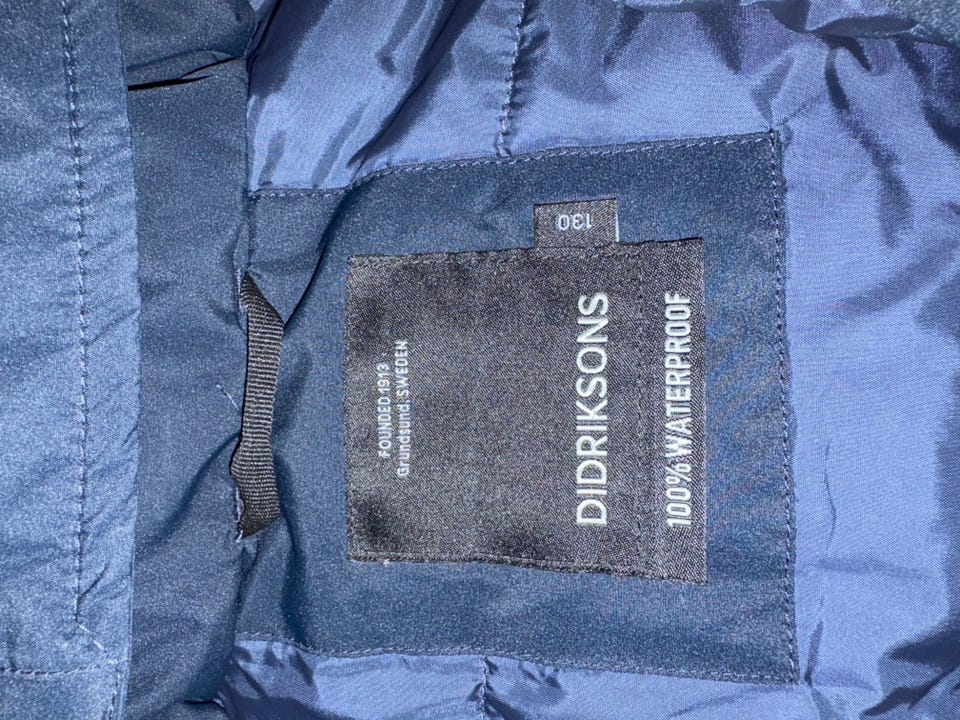 FOUNDED 1913
Grundsund: SWEDEN
DIDRIKSONS
100% WATERPROOF
130